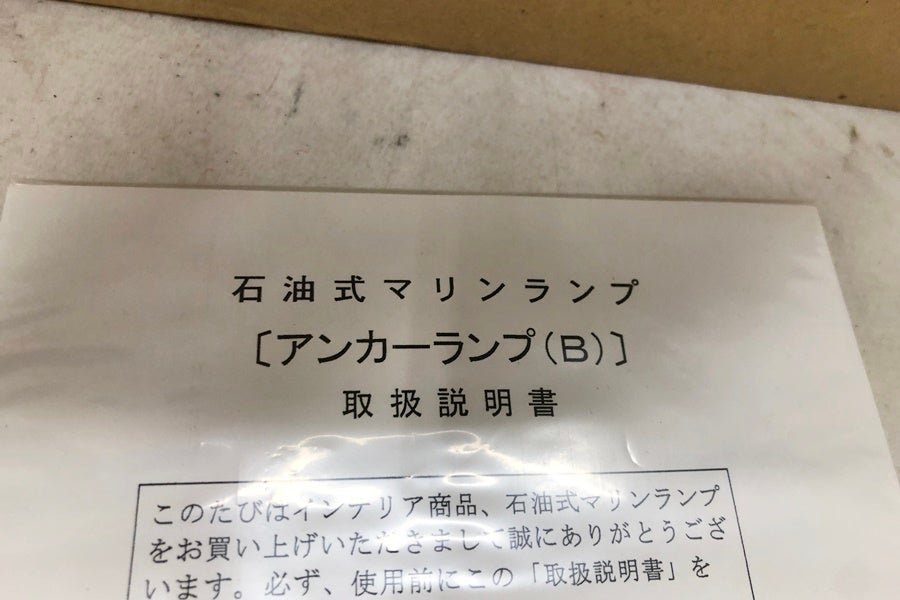 石油式マリンランプ
〔アンカーランプ(B)〕
取扱説明書
このたびはインテリア商品、石油式マリンランプ
をお買い上げいただきまして誠にありがとうござ
います。必ず、使用前にこの「取扱説明書」を